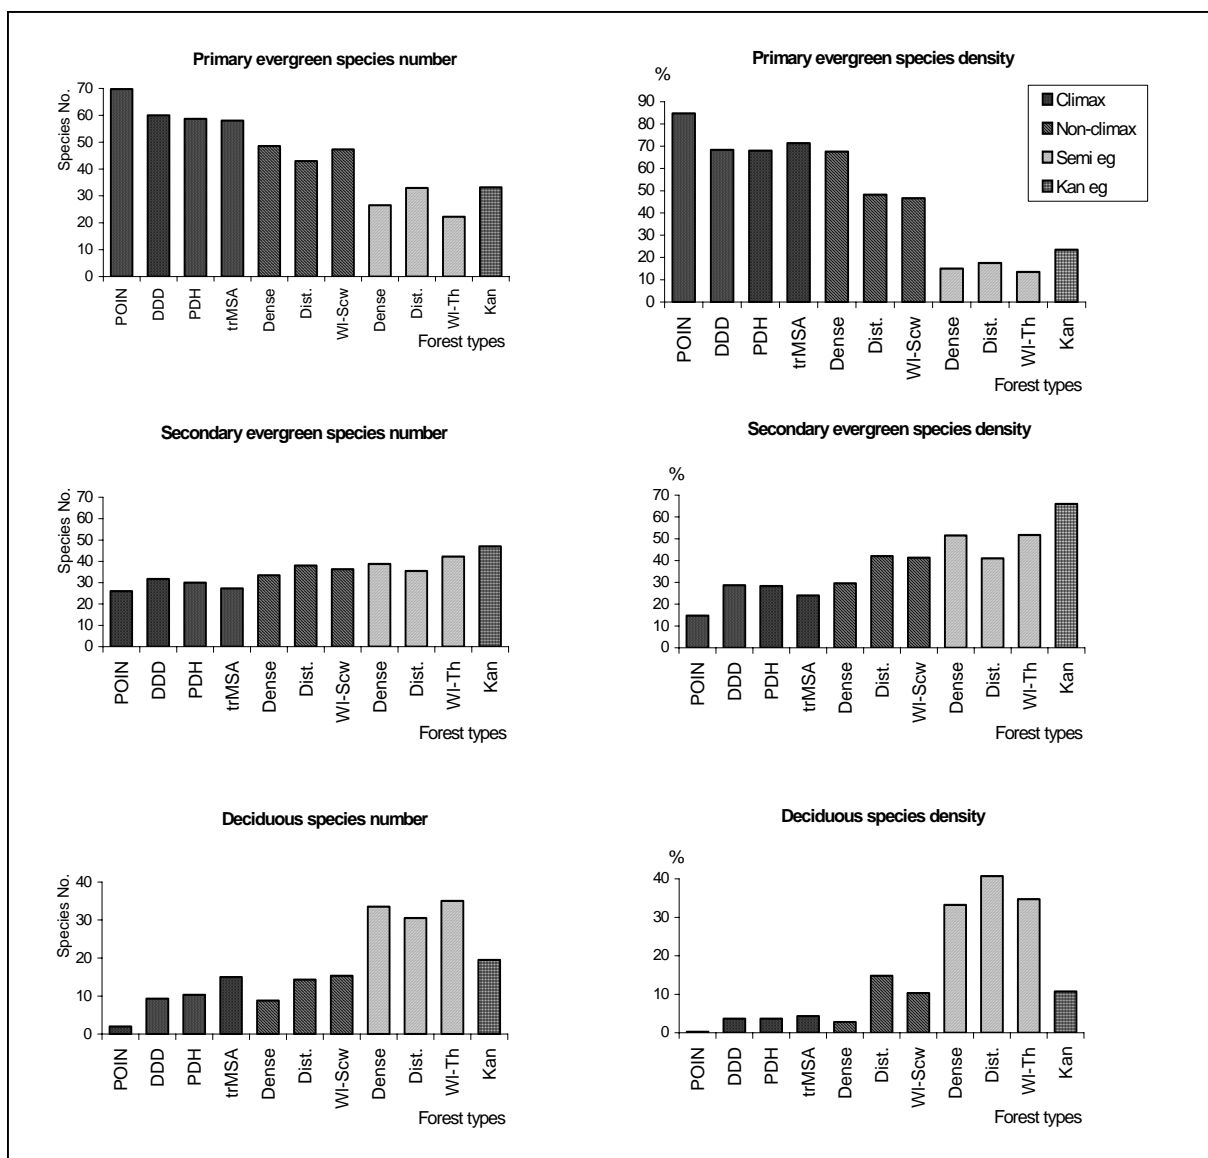 Primary evergreen species number
Species No.
70
60
50
40
30
20
10
0
POIN
DDD
PDH
trMSA
Dense
Dist.
WI-Scw
Dense
Dist.
WI-Th
Kan
Forest types
Primary evergreen species density
%
90
80
70
60
50
40
30
20
10
0
POIN
DDD
PDH
trMSA
Dense
Dist.
WI-Scw
Dense
Dist.
WI-Th
Kan
Forest types
Climax
Non-climax
Semi eg
Kan eg
Secondary evergreen species number
Species No.
70
60
50
40
30
20
10
0
POIN
DDD
PDH
trMSA
Dense
Dist.
WI-Scw
Dense
Dist.
WI-Th
Kan
Forest types
Secondary evergreen species density
%
70
60
50
40
30
20
10
0
POIN
DDD
PDH
trMSA
Dense
Dist.
WI-Scw
Dense
Dist.
WI-Th
Kan
Forest types
Deciduous species number
Species No.
40
30
20
10
0
POIN
DDD
PDH
trMSA
Dense
Dist.
WI-Scw
Dense
Dist.
WI-Th
Kan
Forest types
Deciduous species density
%
40
30
20
10
0
POIN
DDD
PDH
trMSA
Dense
Dist.
WI-Scw
Dense
Dist.
WI-Th
Kan
Forest types